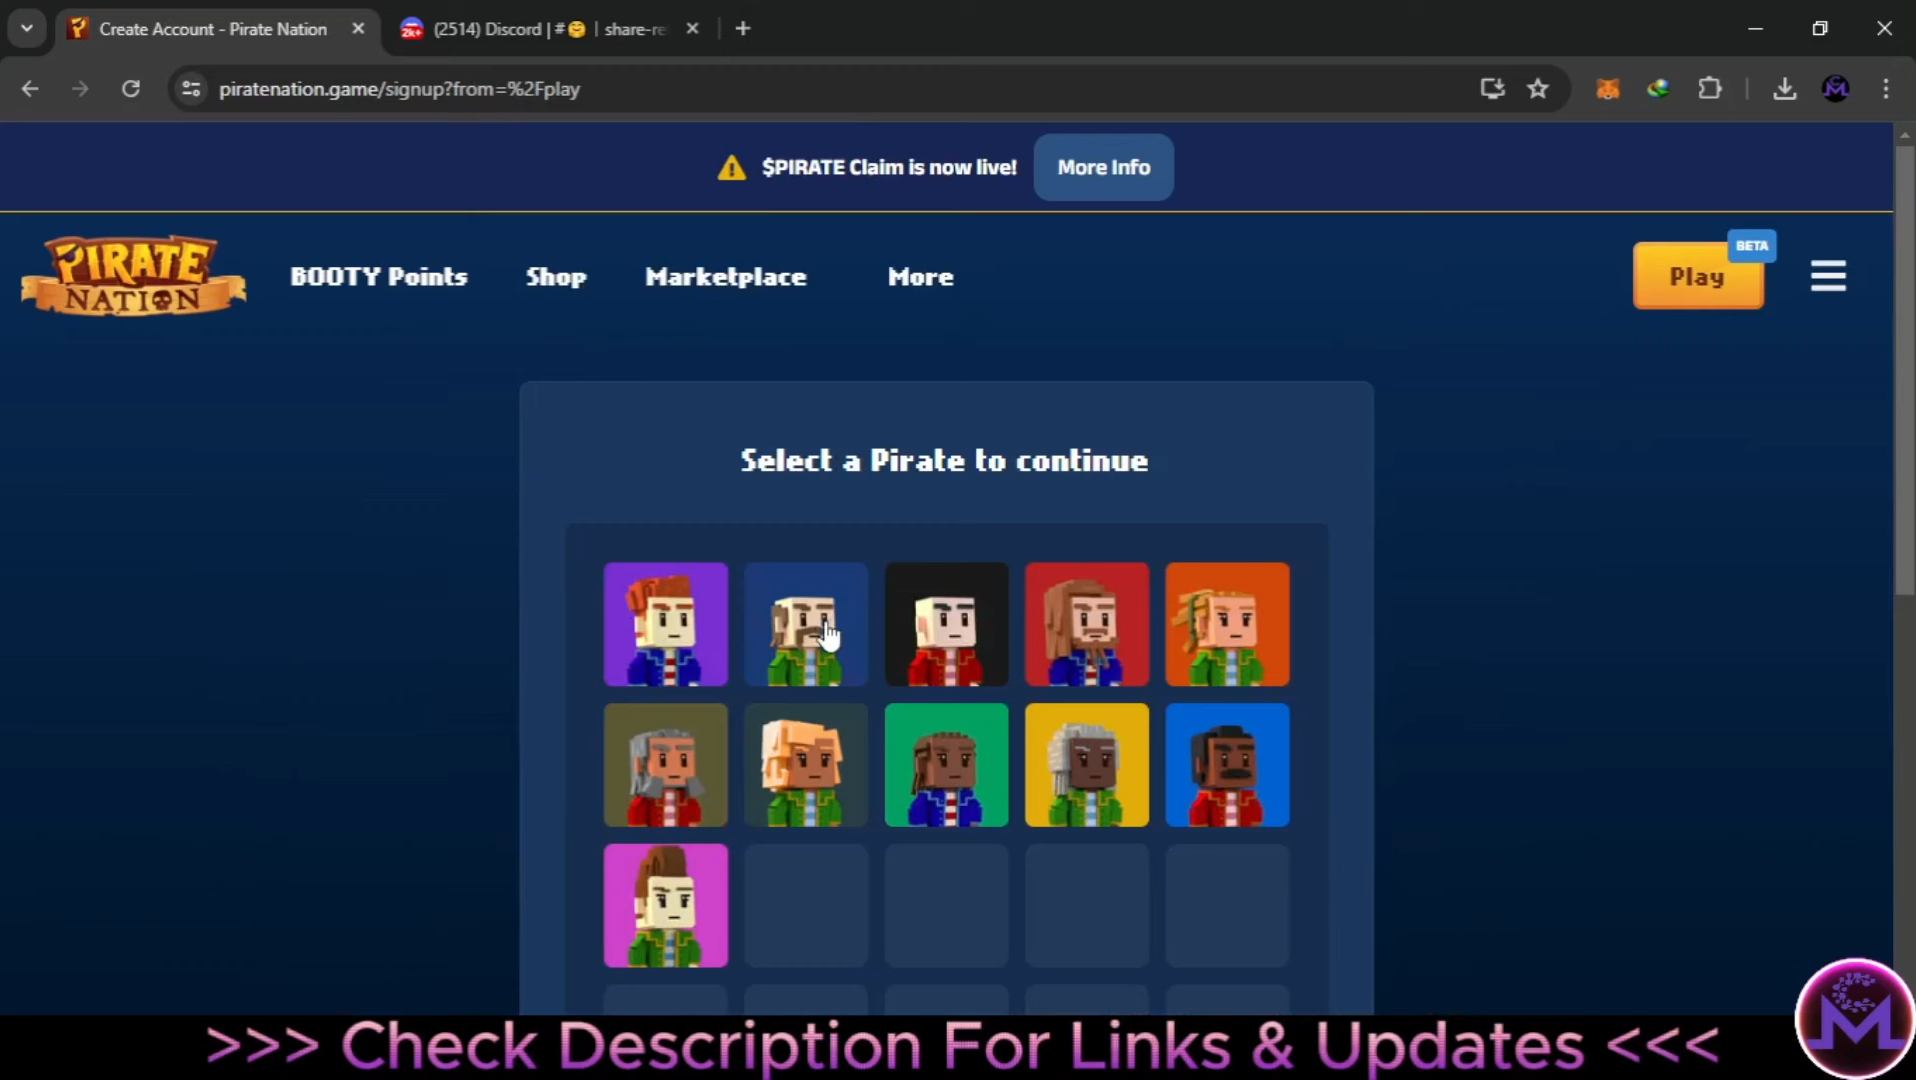 Create Account - Pirate Nation
2k+
(2514) Discord | # | share-re
piratenation.game/signup?from=%2Fplay
$PIRATE Claim is now live!
More Info
PIRATE
NATION
BOOTY Points
Shop
Marketplace
More
Play
BETA
Select a Pirate to continue
>>> Check Description For Links & Updates <<<